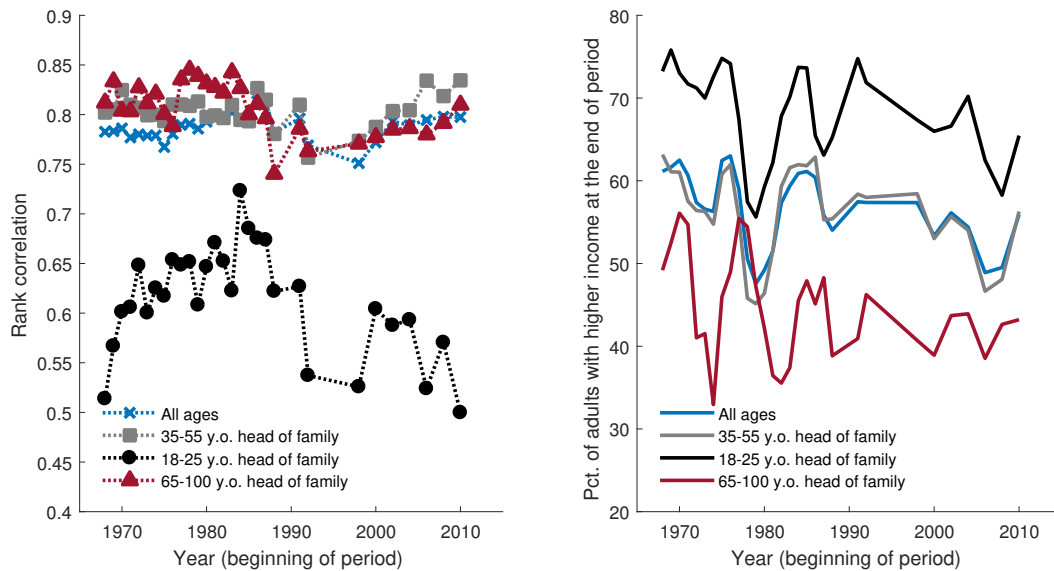 0.9
0.85
0.8
0.75
0.7
0.65
0.6
0.55
0.5
0.45
0.4
Rank correlation
All ages
35-55 y.o. head of family
18-25 y.o. head of family
65-100 y.o. head of family
1970 1980 1990 2000 2010
Year (beginning of period)
80
70
60
50
40
30
20
Pct. of adults with higher income at the end of period
All ages
35-55 y.o. head of family
18-25 y.o. head of family
65-100 y.o. head of family
1970 1980 1990 2000 2010
Year (beginning of period)